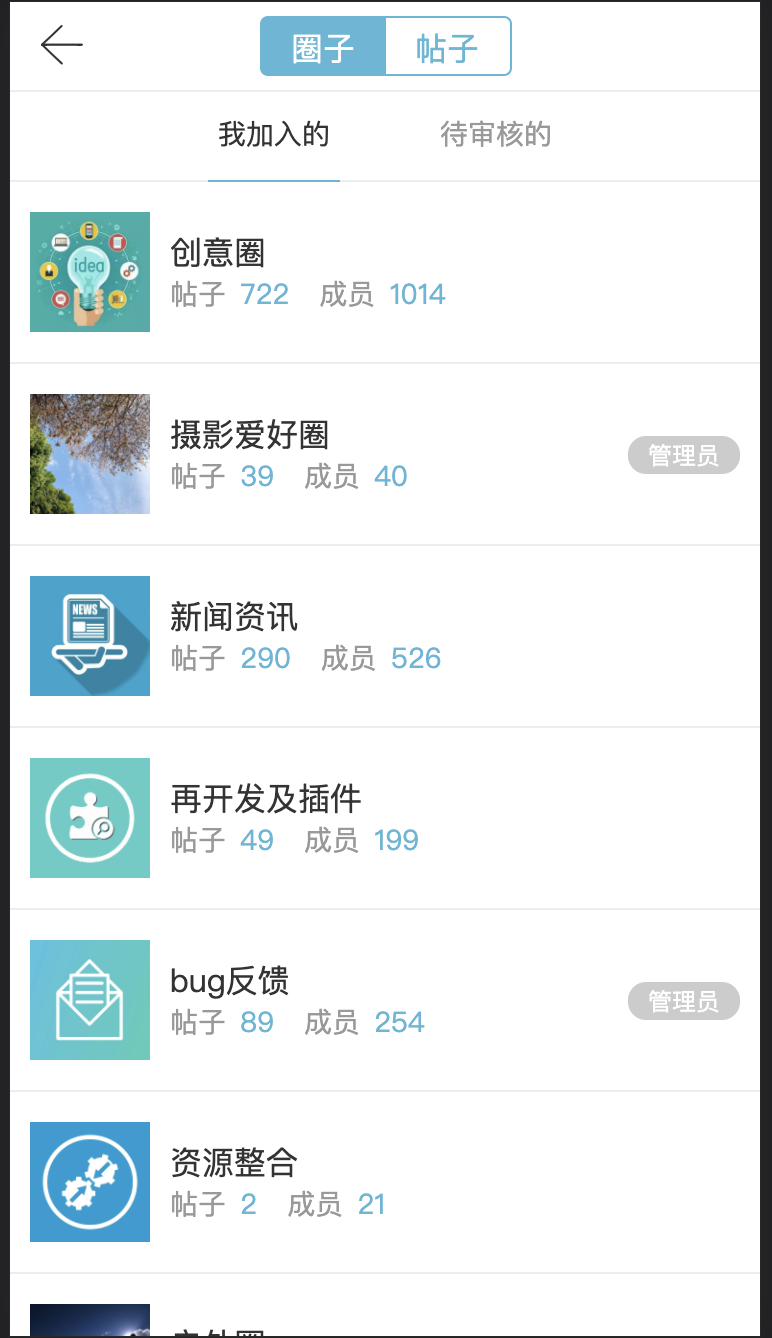 圈子 帖子
我加入的 待审核的
idea
创意圈
帖子 722 成员 1014
摄影爱好圈
帖子 39 成员 40
管理员
NEWS
新闻资讯
帖子 290 成员 526
再开发及插件
帖子 49 成员 199
bug反馈
帖子 89 成员 254
管理员
资源整合
帖子 2 成员 21